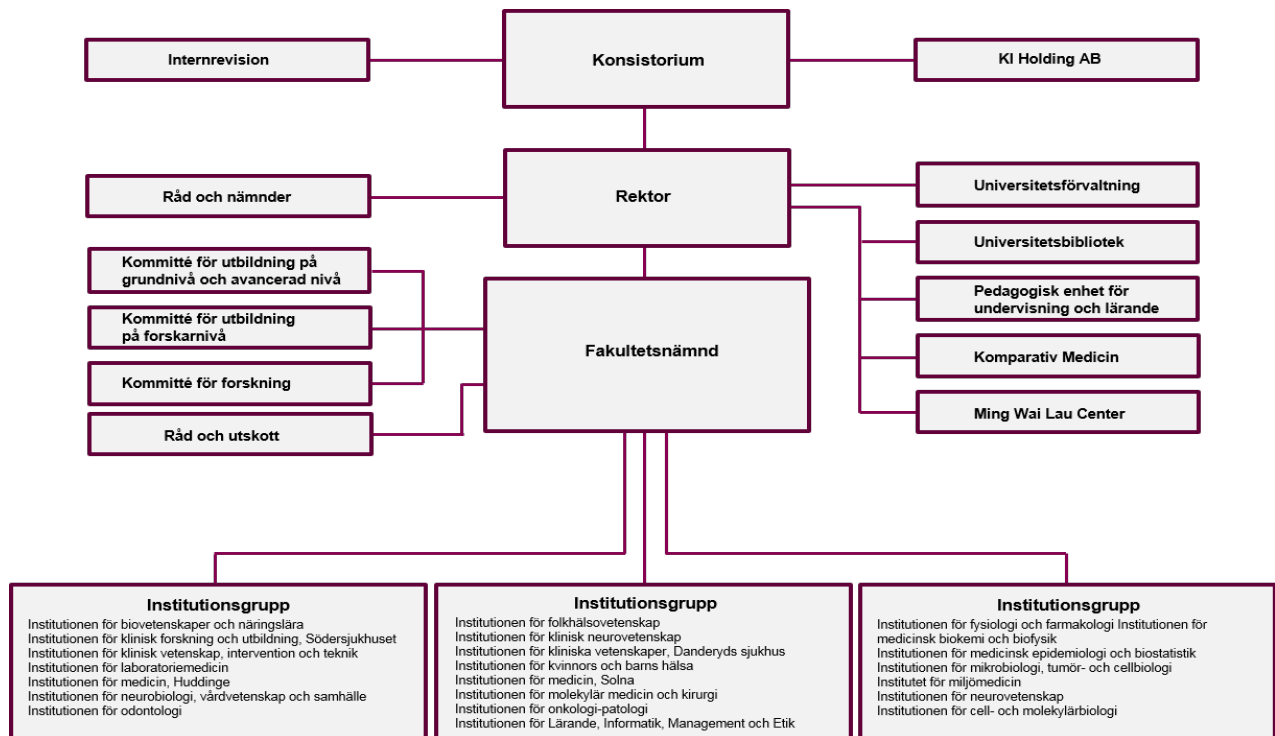 Konsistorium
Internrevision
KI Holding AB
Rektor
Råd och nämnder
Universitetsförvaltning
Universitetsbibliotek
Kommitté för utbildning på
grundnivå och avancerad nivå
Pedagogisk enhet för
undervisning och lärande
Kommitté för utbildning
på forskarnivå
Fakultetsnämnd
Komparativ Medicin
Kommitté för forskning
Ming Wai Lau Center
Råd och utskott
Institutionsgrupp
Institutionen för biovetenskaper och näringslära
Institutionen för klinisk forskning och utbildning, Södersjukhuset
Institutionen för klinisk vetenskap, intervention och teknik
Institutionen för laboratoriemedicin
Institutionen för medicin, Huddinge
Institutionen för neurobiologi, vårdvetenskap och samhälle
Institutionen för odontologi
Institutionsgrupp
Institutionen för folkhälsovetenskap
Institutionen för klinisk neurovetenskap
Institutionen för kliniska vetenskaper, Danderyds sjukhus
Institutionen för kvinnors och barns hälsa
Institutionen för medicin, Solna
Institutionen för molekylär medicin och kirurgi
Institutionen för onkologi-patologi
Institutionen för Lärande, Informatik, Management och Etik
Institutionsgrupp
Institutionen för fysiologi och farmakologi Institutionen för
medicinsk biokemi och biofysik
Institutionen för medicinsk epidemiologi och biostatistik
Institutionen för mikrobiologi, tumör- och cellbiologi
Institutet för miljömedicin
Institutionen för neurovetenskap
Institutionen för cell- och molekylärbiologi